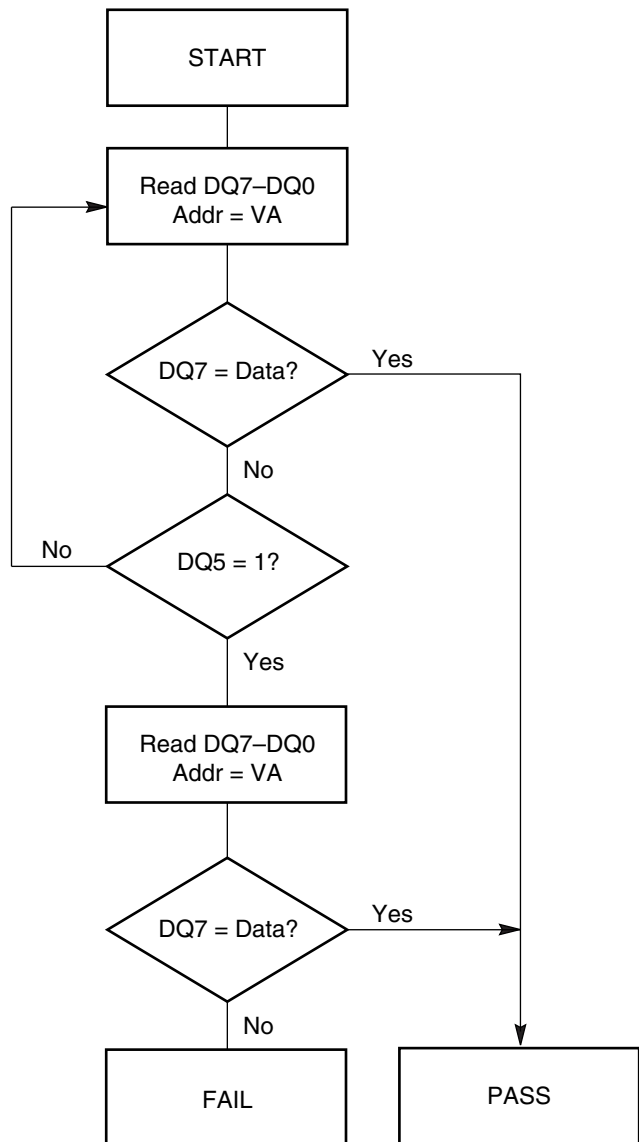 START
Read DQ7–DQ0
Addr = VA
DQ7 = Data?
Yes
No
No
DQ5 = 1?
Yes
Read DQ7–DQ0
Addr = VA
DQ7 = Data?
Yes
No
FAIL
PASS